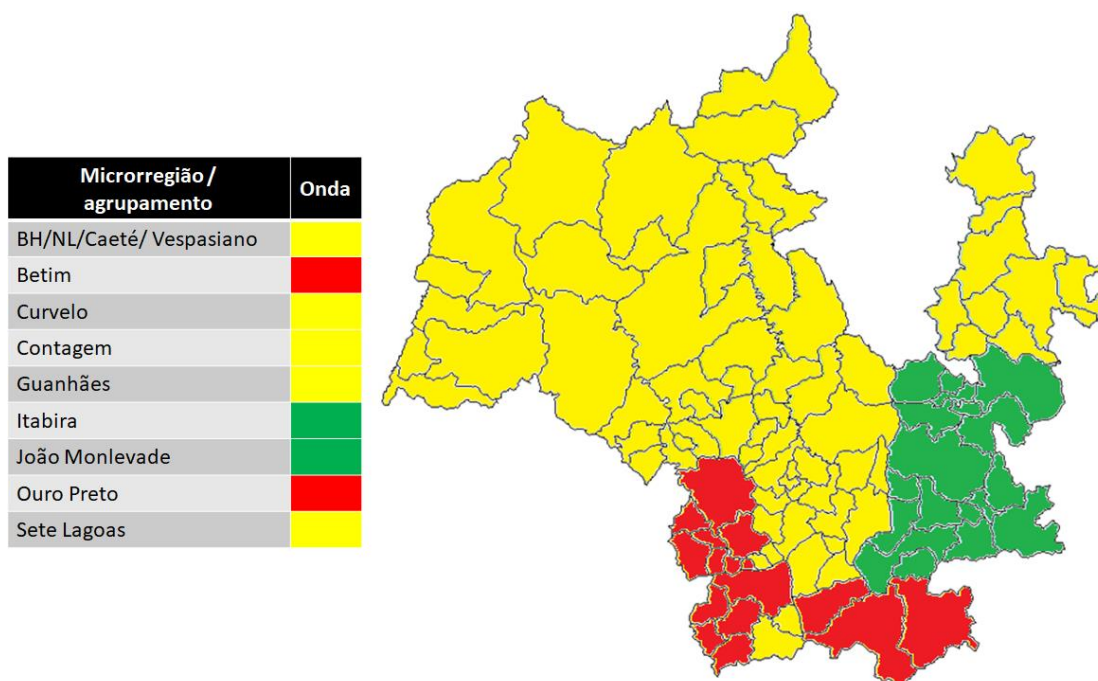 Microrregião /
agrupamento
Onda
BH/NL/Caeté/ Vespasiano
Betim
Curvelo
Contagem
Guanhães
Itabira
João Monlevade
Ouro Preto
Sete Lagoas